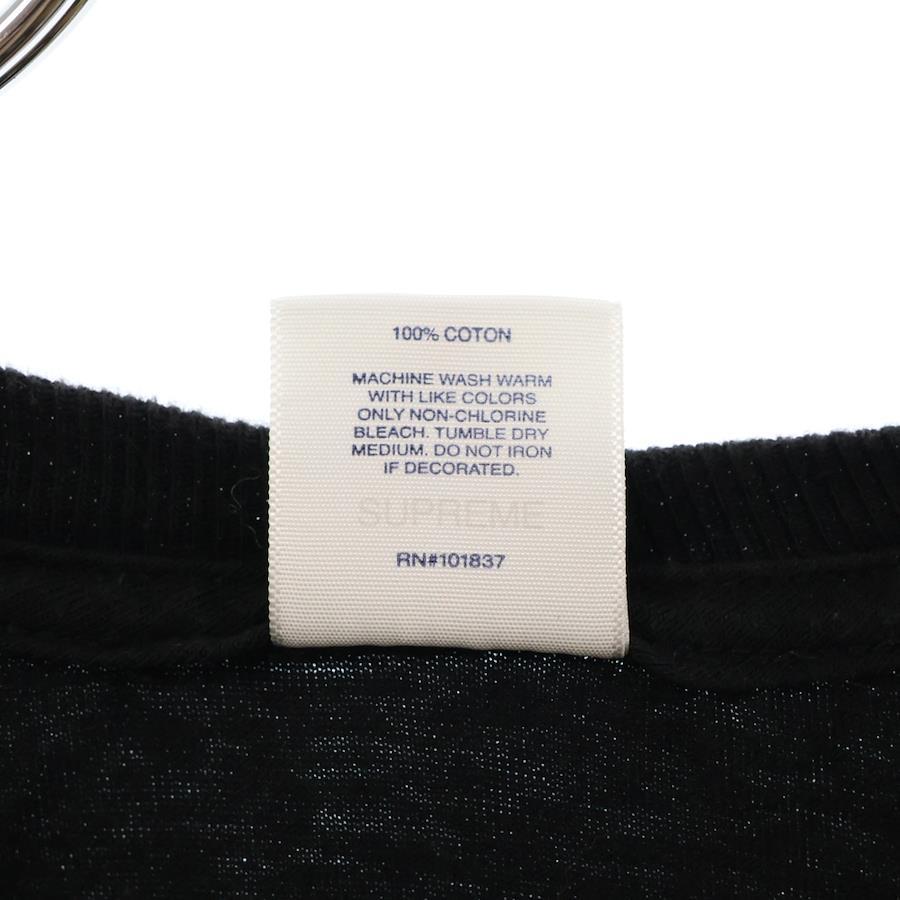 100% COTON
MACHINE WASH WARM
WITH LIKE COLORS
ONLY NON-CHLORINE
BLEACH. TUMBLE DRY
MEDIUM. DO NOT IRON
IF DECORATED.
SUPREME
RN#101837